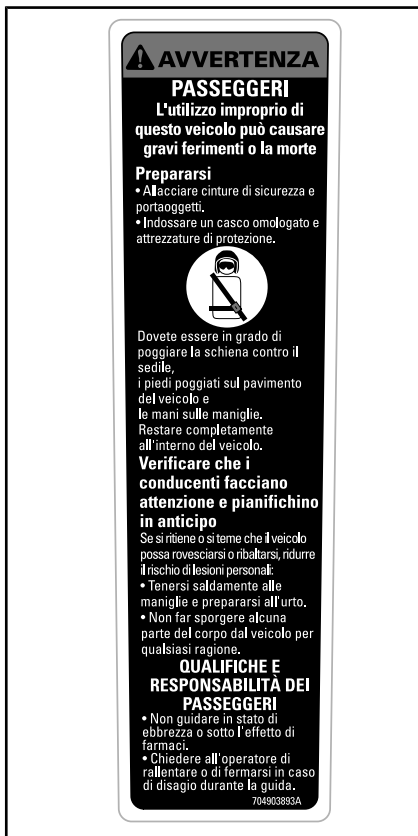 AVVERTENZA
PASSEGGERI
L'utilizzo improprio di
questo veicolo può causare
gravi ferimenti o la morte
Prepararsi
• Allacciare cinture di sicurezza e
portaoggetti.
• Indossare un casco omologato e
attrezzature di protezione.
Dovete essere in grado di
poggiare la schiena contro il
sedile,
i piedi poggiati sul pavimento
del veicolo e
le mani sulle maniglie.
Restare completamente
all'interno del veicolo.
Verificare che i
conducenti facciano
attenzione e pianifichino
in anticipo
Se si ritiene o si teme che il veicolo
possa rovesciarsi o ribaltarsi, ridurre
il rischio di lesioni personali:
• Tenersi saldamente alle
maniglie e prepararsi all'urto.
• Non far sporgere alcuna
parte del corpo dal veicolo per
qualsiasi ragione.
QUALIFICHE E
RESPONSABILITÀ DEI
PASSEGGERI
• Non guidare in stato di
ebbrezza o sotto l'effetto di
farmaci.
• Chiedere all'operatore di
rallentare o di fermarsi in caso
di disagio durante la guida.
704903893A